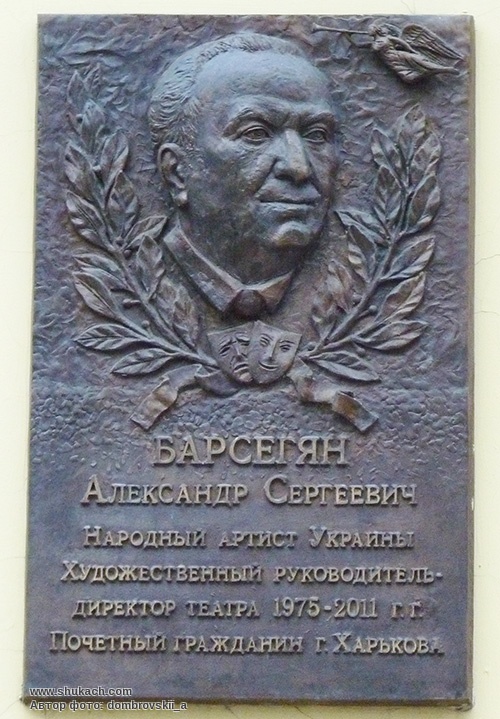 БАРСЕГЯН
АЛЕКСАНДР СЕРГЕЕВИЧ
НАРОДНЫЙ АРТИСТ УКРАИНЫ
ХУДОЖЕСТВЕННЫЙ РУКОВОДИТЕЛЬ-
ДИРЕКТОР ТЕАТРА 1975-2011 Г.Г.
ПОЧЕТНЫЙ ГРАЖДАНИН Г. ХАРЬКОВА
www.shukach.com
Автор фото: dombrovskii_a